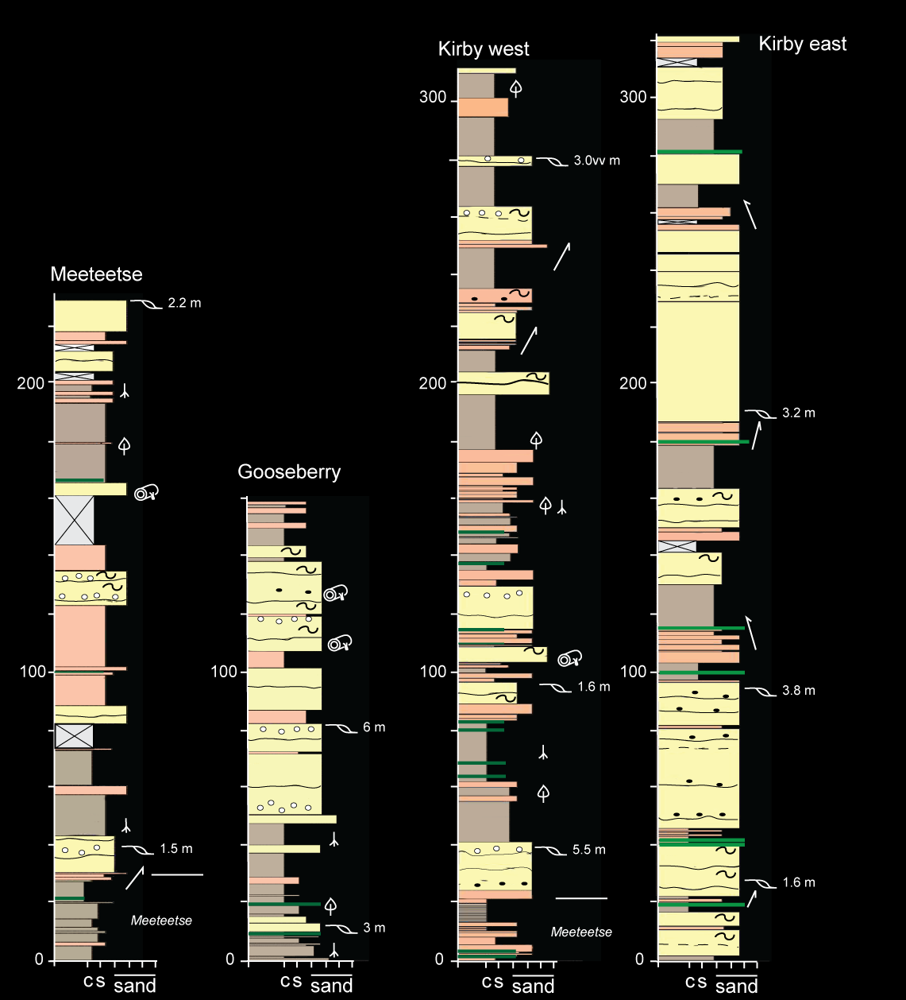 Kirby west
Kirby east
300
300
3.0vv m
Meeteetse
2.2 m
200
200
200
3.2 m
Gooseberry
100
100
100
100
1.6 m
3.8 m
6 m
1.5 m
5.5 m
1.6 m
Meeteetse
3 m
Meeteetse
0
0
0
0
c s sand
c s sand
c s sand
c s sand